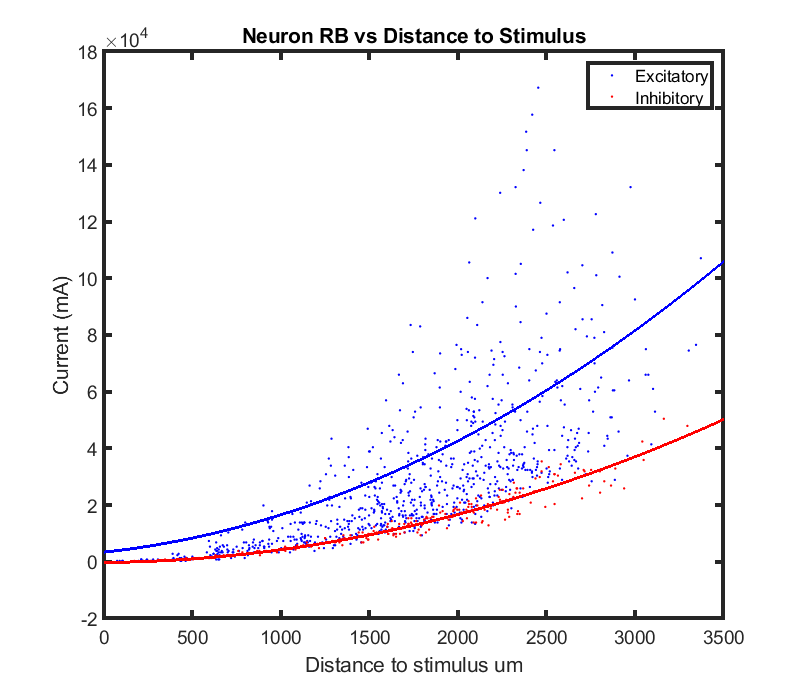 Neuron RB vs Distance to Stimulus
×10⁴
18
16
14
12
10
8
6
4
2
0
-2
Current (mA)
Excitatory
Inhibitory
0 500 1000 1500 2000 2500 3000 3500
Distance to stimulus um